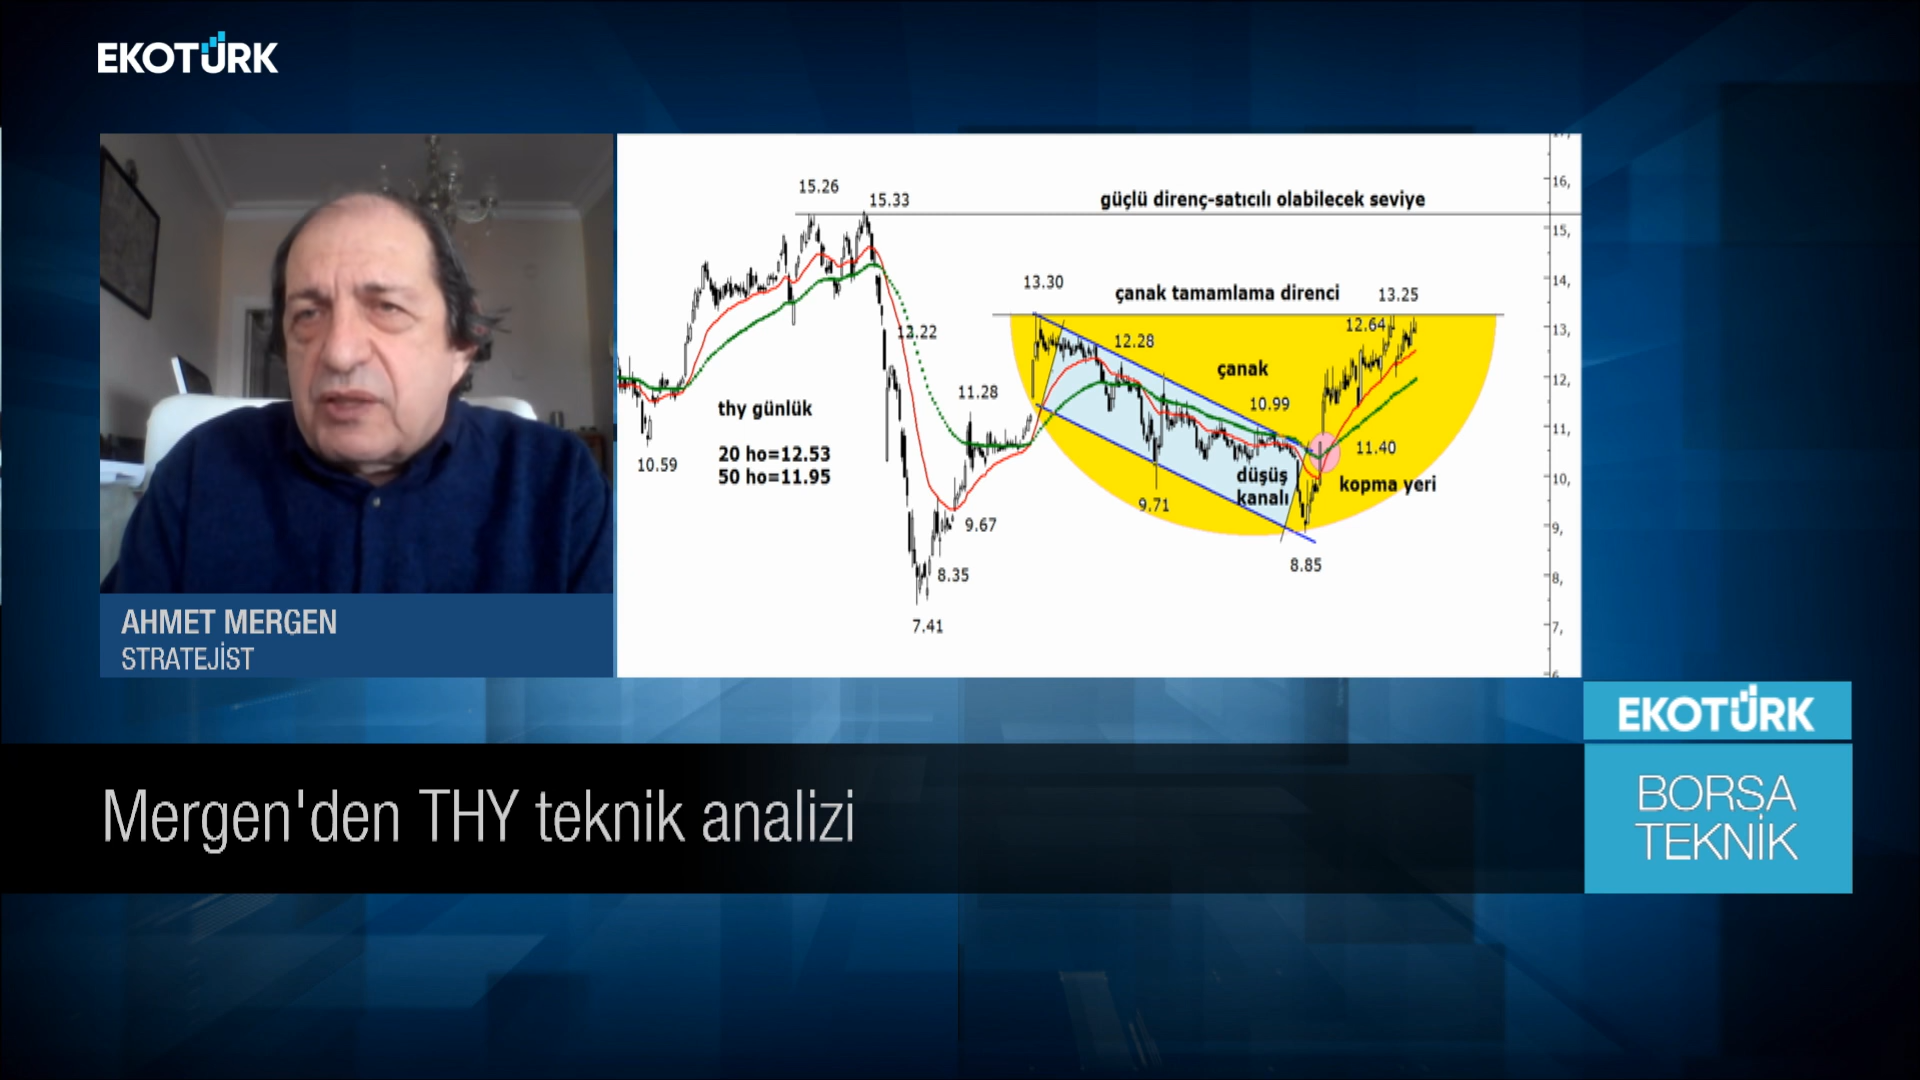 EKOTÜRK
15.26
15.33
güçlü direnç-satıcılı olabilecek seviye
13.30
çanak tamamlama direnci
13.25
12.22
12.28
12.64
çanak
thy günlük
11.28
10.99
20 ho=12.53
50 ho=11.95
10.59
11.40
düşüş
kanalı
kopma yeri
9.71
9.67
8.35
8.85
7.41
17,
16,
15,
14,
13,
12,
11,
10,
9,
8,
7,
6,
AHMET MERGEN
STRATEJİST
EKOTÜRK
Mergen'den THY teknik analizi
BORSA
TEKNİK